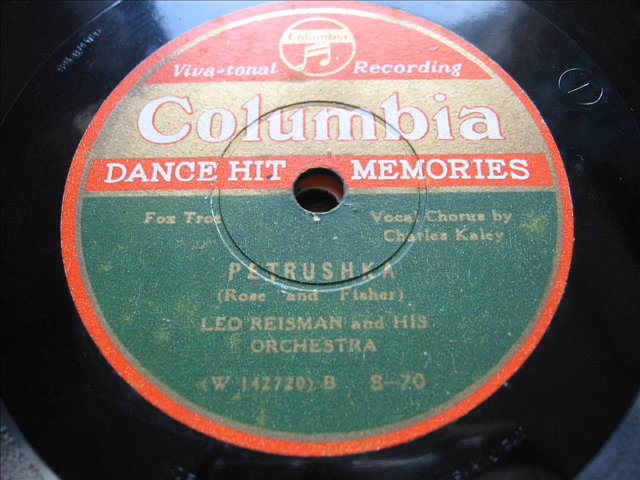 Columbia
Viva-tonal Recording
Columbia
DANCE HIT MEMORIES
Fox Trot
Vocal Chorus by
Charles Kaley
PETRUSHKA
(Rose and Fisher)
LEO REISMAN and HIS
ORCHESTRA
(W 142720) B S-70